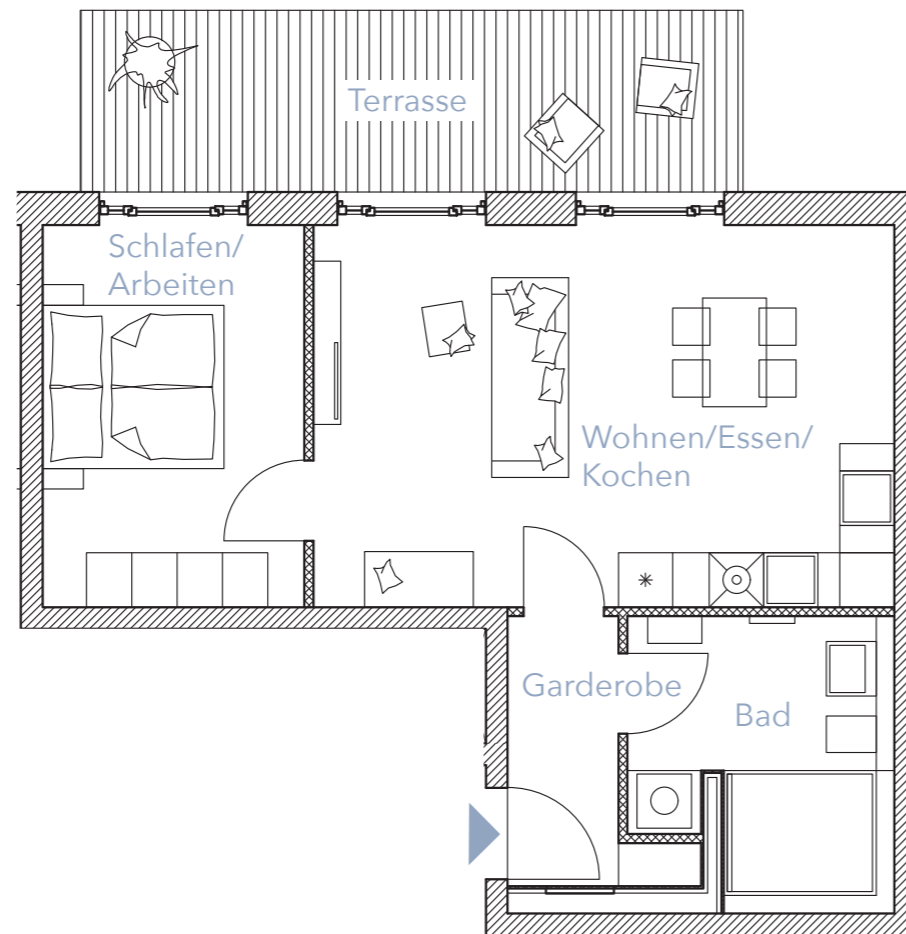 Terrasse
Schlafen/
Arbeiten
Wohnen/Essen/
Kochen
Garderobe
Bad